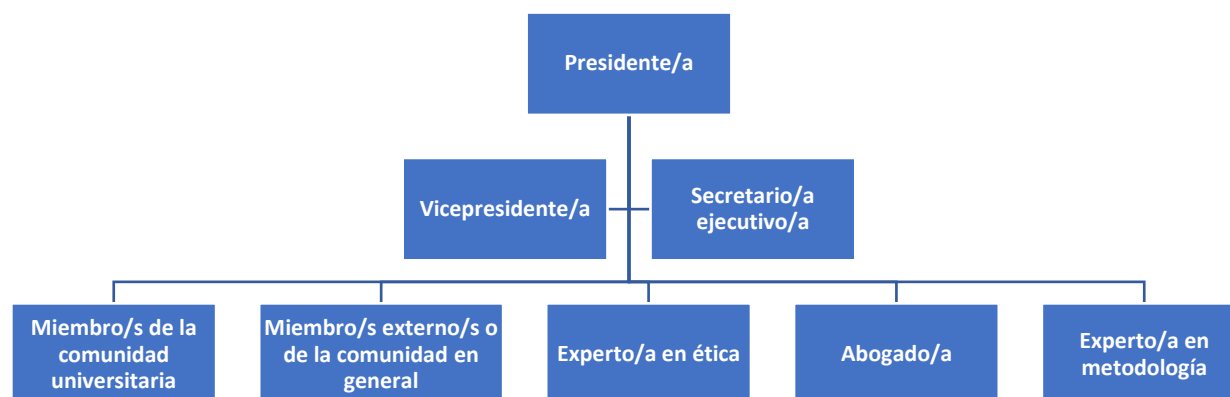 Presidente/a
Vicepresidente/a
Secretario/a
ejecutivo/a
Miembro/s de la
comunidad
universitaria
Miembro/s externo/s o
de la comunidad en
general
Experto/a en ética
Abogado/a
Experto/a en
metodología